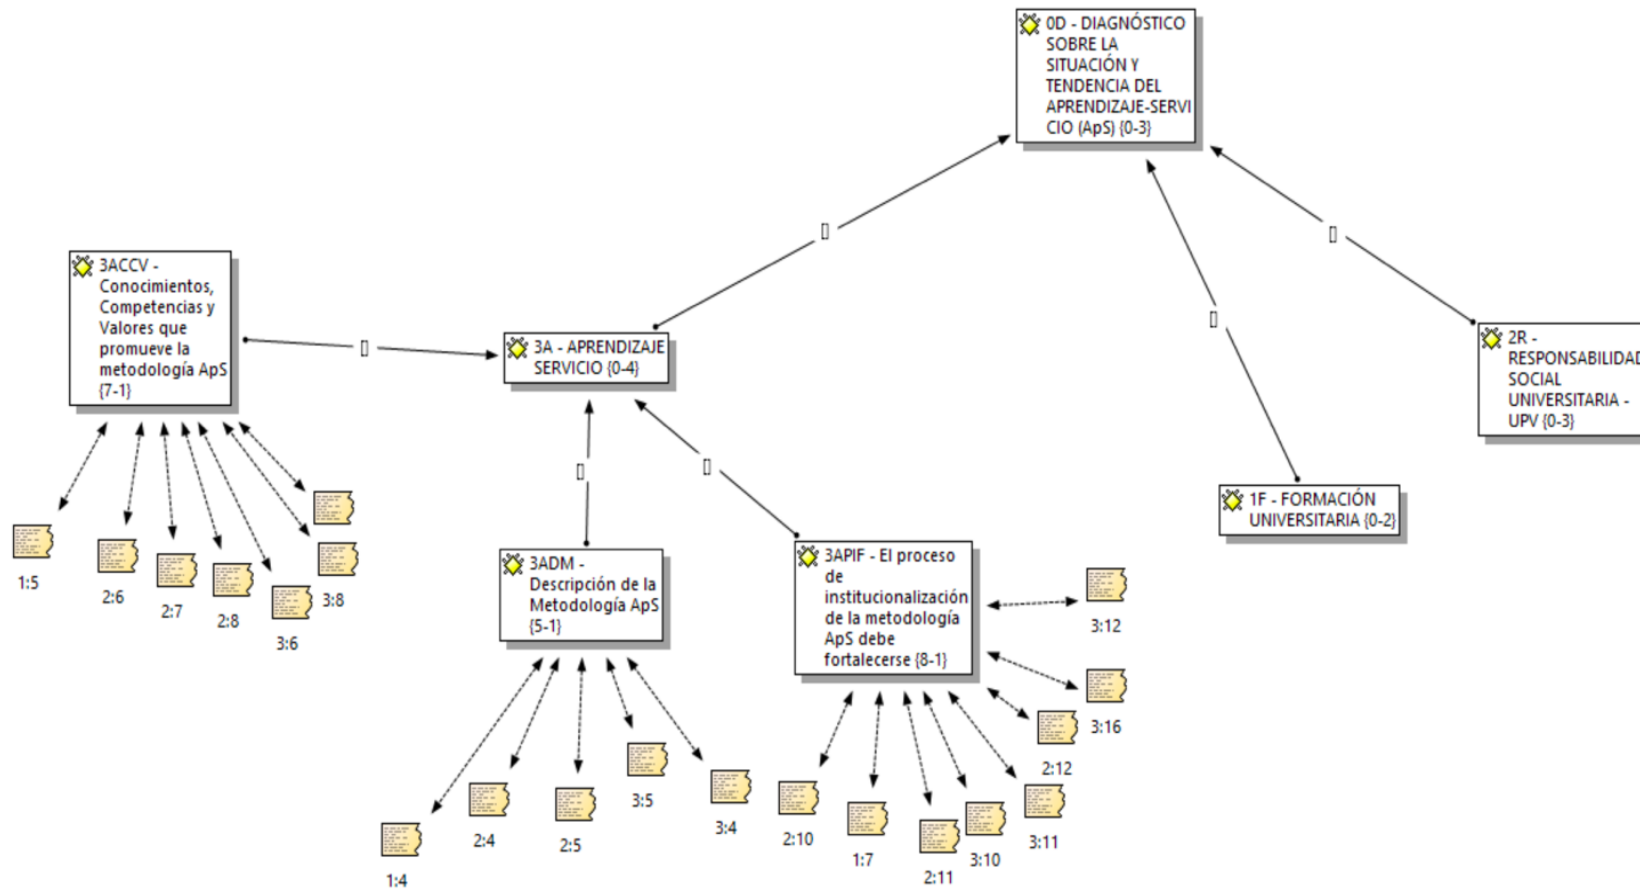 0D - DIAGNÓSTICO
SOBRE LA
SITUACIÓN Y
TENDENCIA DEL
APRENDIZAJE-SERVI
CIO (ApS) {0-3}
3ACCV -
Conocimientos,
Competencias y
Valores que
promueve la
metodología ApS
{7-1}
3A - APRENDIZAJE
SERVICIO {0-4}
2R -
RESPONSABILIDAD
SOCIAL
UNIVERSITARIA -
UPV {0-3}
1F - FORMACIÓN
UNIVERSITARIA {0-2}
3ADM -
Descripción de la
Metodología ApS
{5-1}
3APIF - El proceso
de
institucionalización
de la metodología
ApS debe
fortalecerse {8-1}
1:5
2:6
2:7
2:8
3:6
3:8
1:4
2:4
2:5
3:5
3:4
2:10
1:7
2:11
3:10
3:11
2:12
3:16
3:12